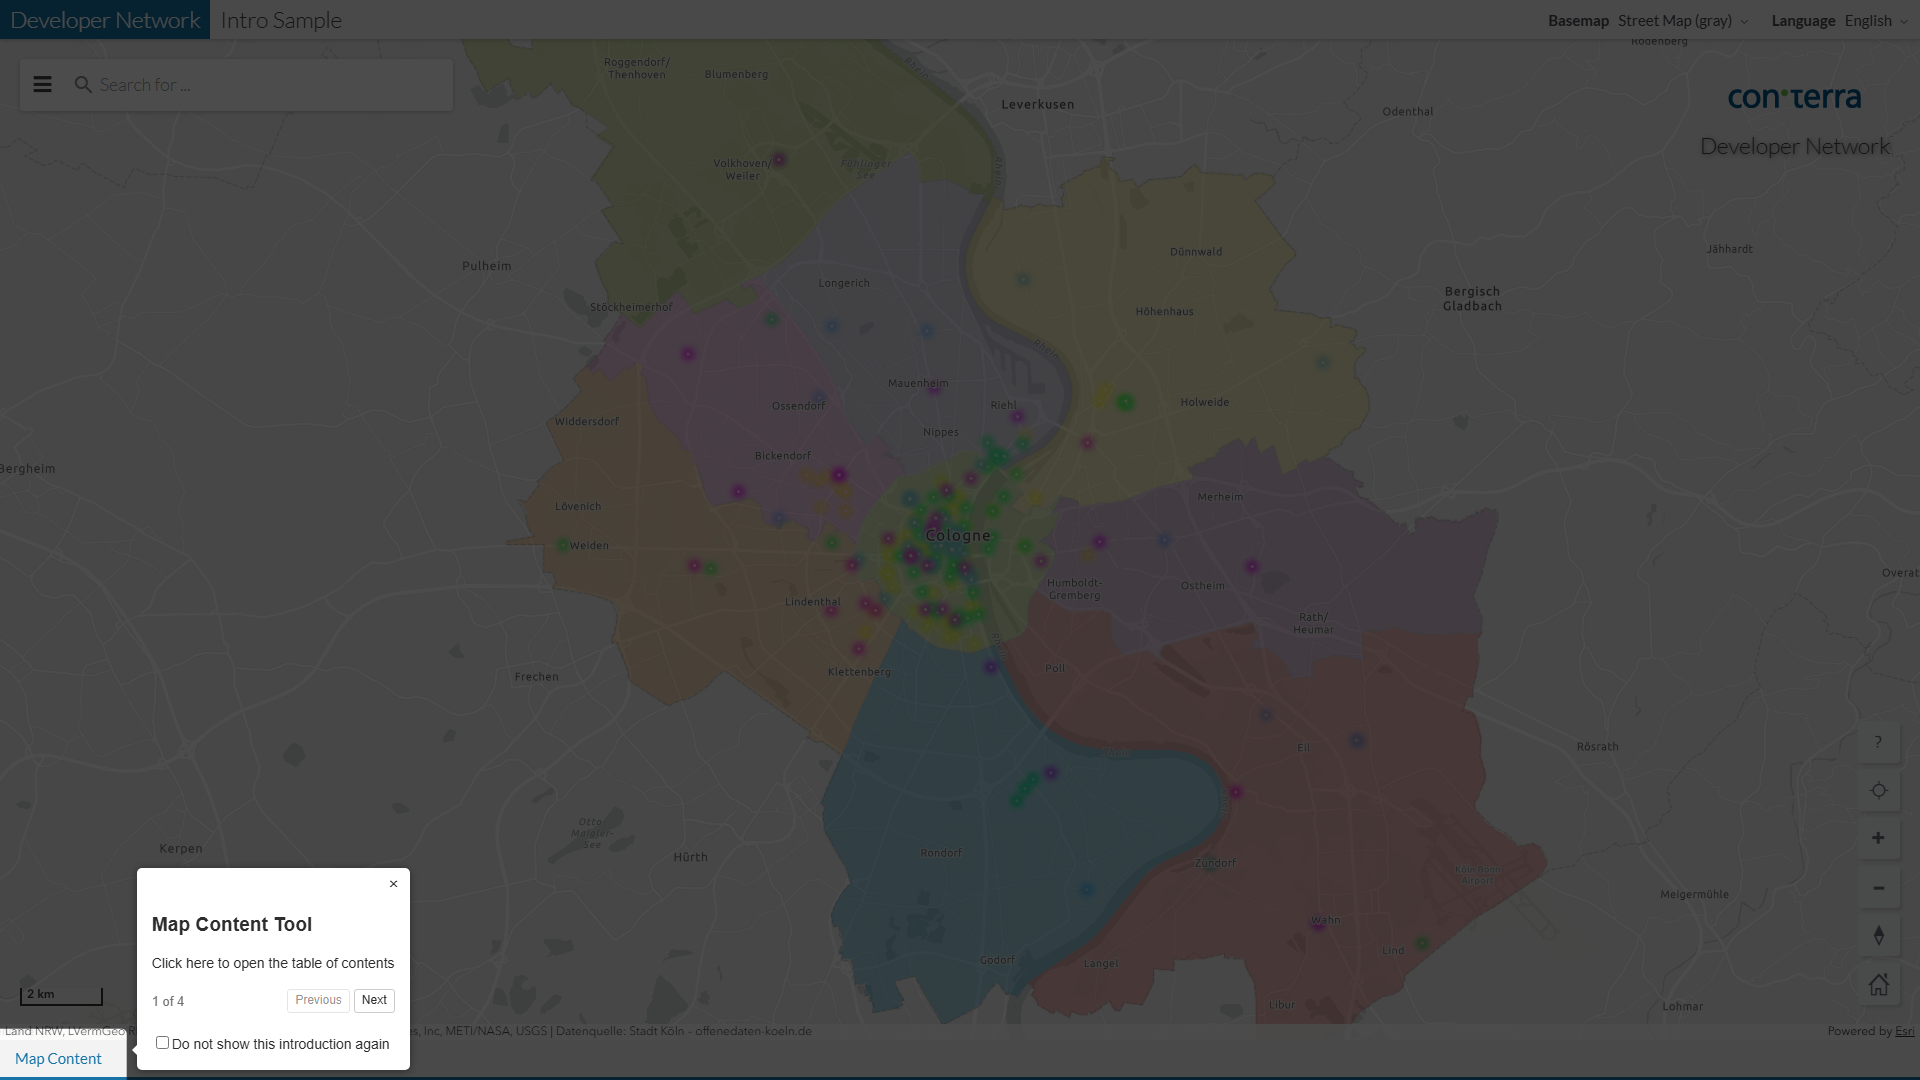 Developer Network
Intro Sample
Basemap Street Map (gray)
Language English
Search for ...
con terra
Developer Network
Rodenberg
Roggendorf/
Thenhoven
Blumenberg
Rhein
Leverkusen
Odenthal
Volkhoven/
Weiler
Fühlinger
See
Rhein
Dünnwald
Jähhardt
Pulheim
Longerich
Bergisch
Gladbach
Stöckheimerhof
Höhenhaus
Rhein
Mauenheim
Ossendorf
Riehl
Holweide
Widdersdorf
Nippes
Bickendorf
Bergheim
Merheim
Lövenich
Cologne
Weiden
Overat
Humboldt-
Gremberg
Ostheim
Lindenthal
Rath/
Heumar
Rhein
Poll
Klettenberg
Frechen
Eil
Rösrath
Rhein
?
Otto-
Maigler-
See
Kerpen
Hürth
Rondorf
Zündorf
Köln Bonn
Airport
Meigermühle
Wahn
Lind
Godorf
Langel
Libur
Lohmar
×
Map Content Tool
Click here to open the table of contents
1 of 4
Previous
Next
Do not show this introduction again
2 km
Land NRW, LVermGeo
, Inc, METI/NASA, USGS | Datenquelle: Stadt Köln - offenedaten-koeln.de
Powered by Esri
Map Content